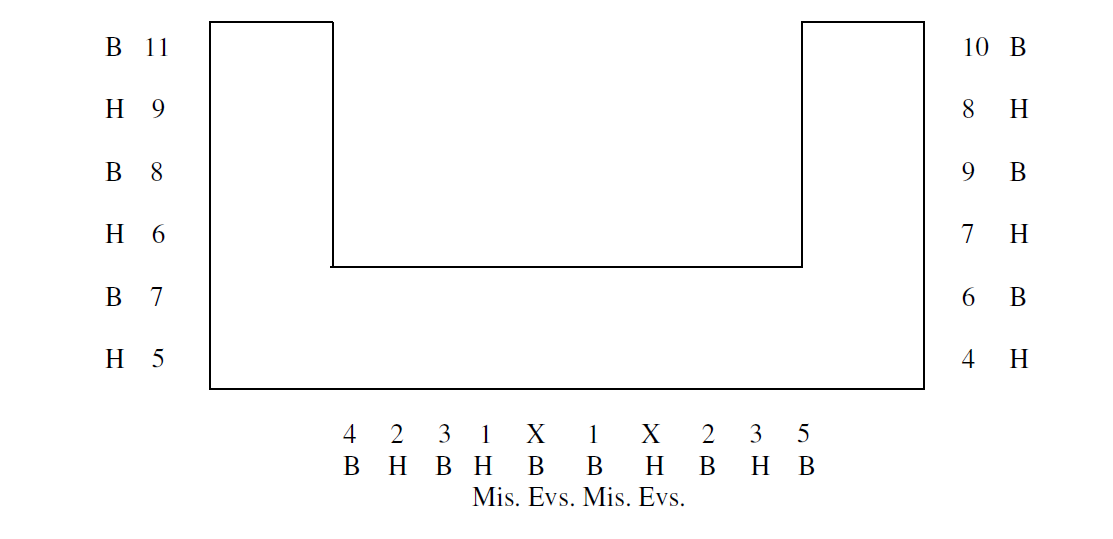 B 11 10 B
H 9 8 H
B 8 9 B
H 6 7 H
B 7 6 B
H 5 4 H
4 2 3 1 X 1 X 2 3 5
B H B H B B H B H B
Mis. Evs. Mis. Evs.